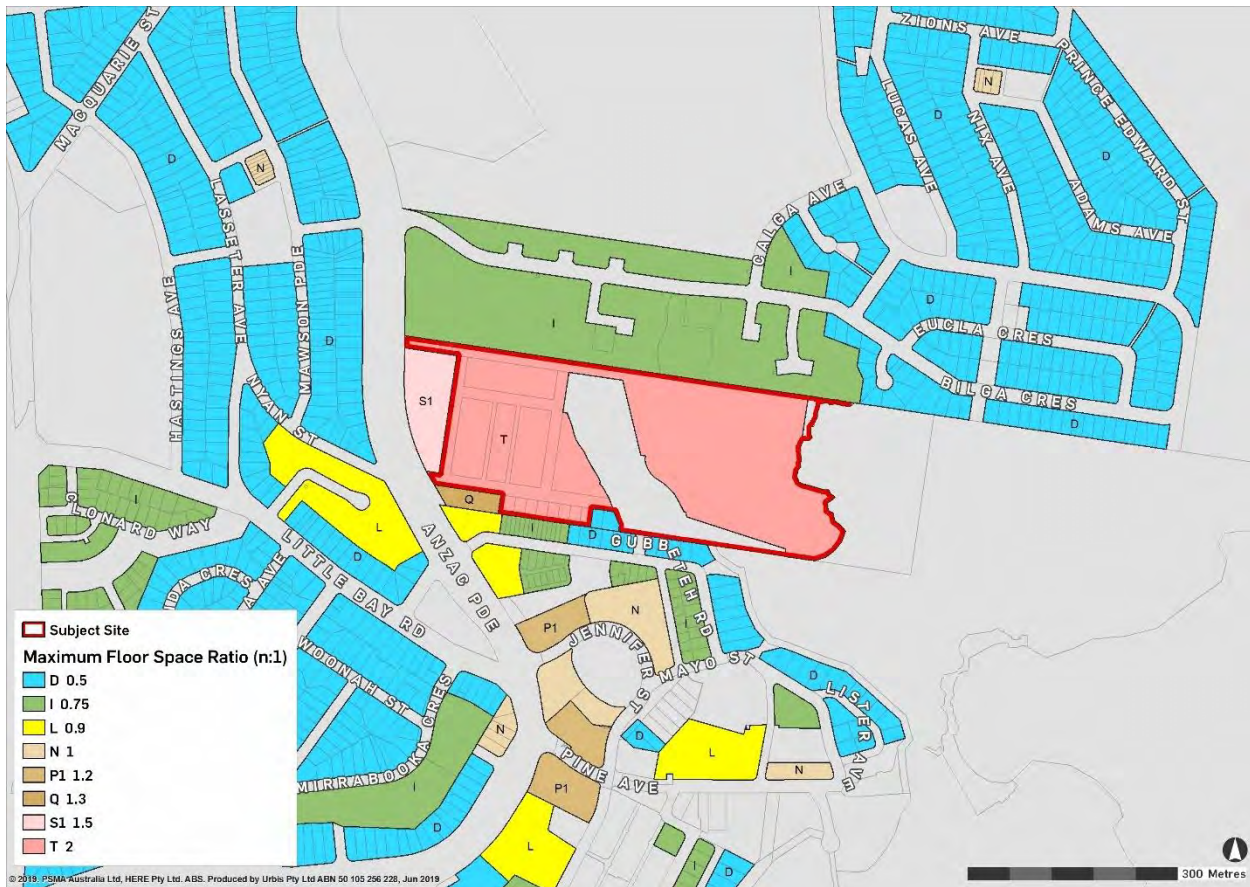 ZIONS AVE
PRINCE EDWARD ST
MACQUARIE ST
N
LUCAS AVE
D
NIX AVE
D
D
N
ADAMS AVE
LASSETER AVE
CALGA AVE
MAWSON PDE
HASTINGS AVE
I
D
EUCLA CRES
I
D
BILGA CRES
D
NYAN ST
S1
T
Q
I
CLONARD WAY
L
D
I
D
GUBBETEH RD
ANZAC PDE
LITTLE BAY RD
D
N
P1
JENNIFER ST
I
MAYO ST
IDA CRES
A AVE
WOONAH ST
D
LISTER AVE
N
D
L
N
MIRRABOOKA CRES
I
D
PINE AVE
P1
L
I
D
Subject Site
Maximum Floor Space Ratio (n:1)
D 0.5
I 0.75
L 0.9
N 1
P1 1.2
Q 1.3
S1 1.5
T 2
300 Metres
© 2019. PSMA Australia Ltd, HERE Pty Ltd. ABS. Produced by Urbis Pty Ltd ABN 50 105 256 228, Jun 2019